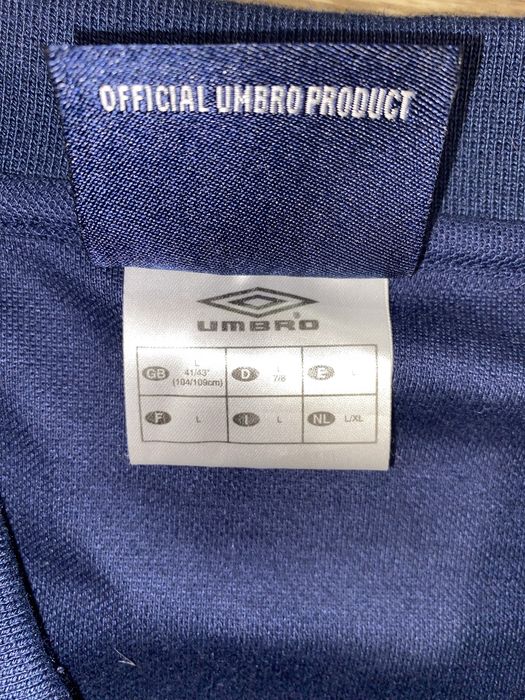 OFFICIAL UMBRO PRODUCT
UMBRO®
GB L 41/43" (104/109cm)
D L 7/8
E L
F L
I L
NL L/XL